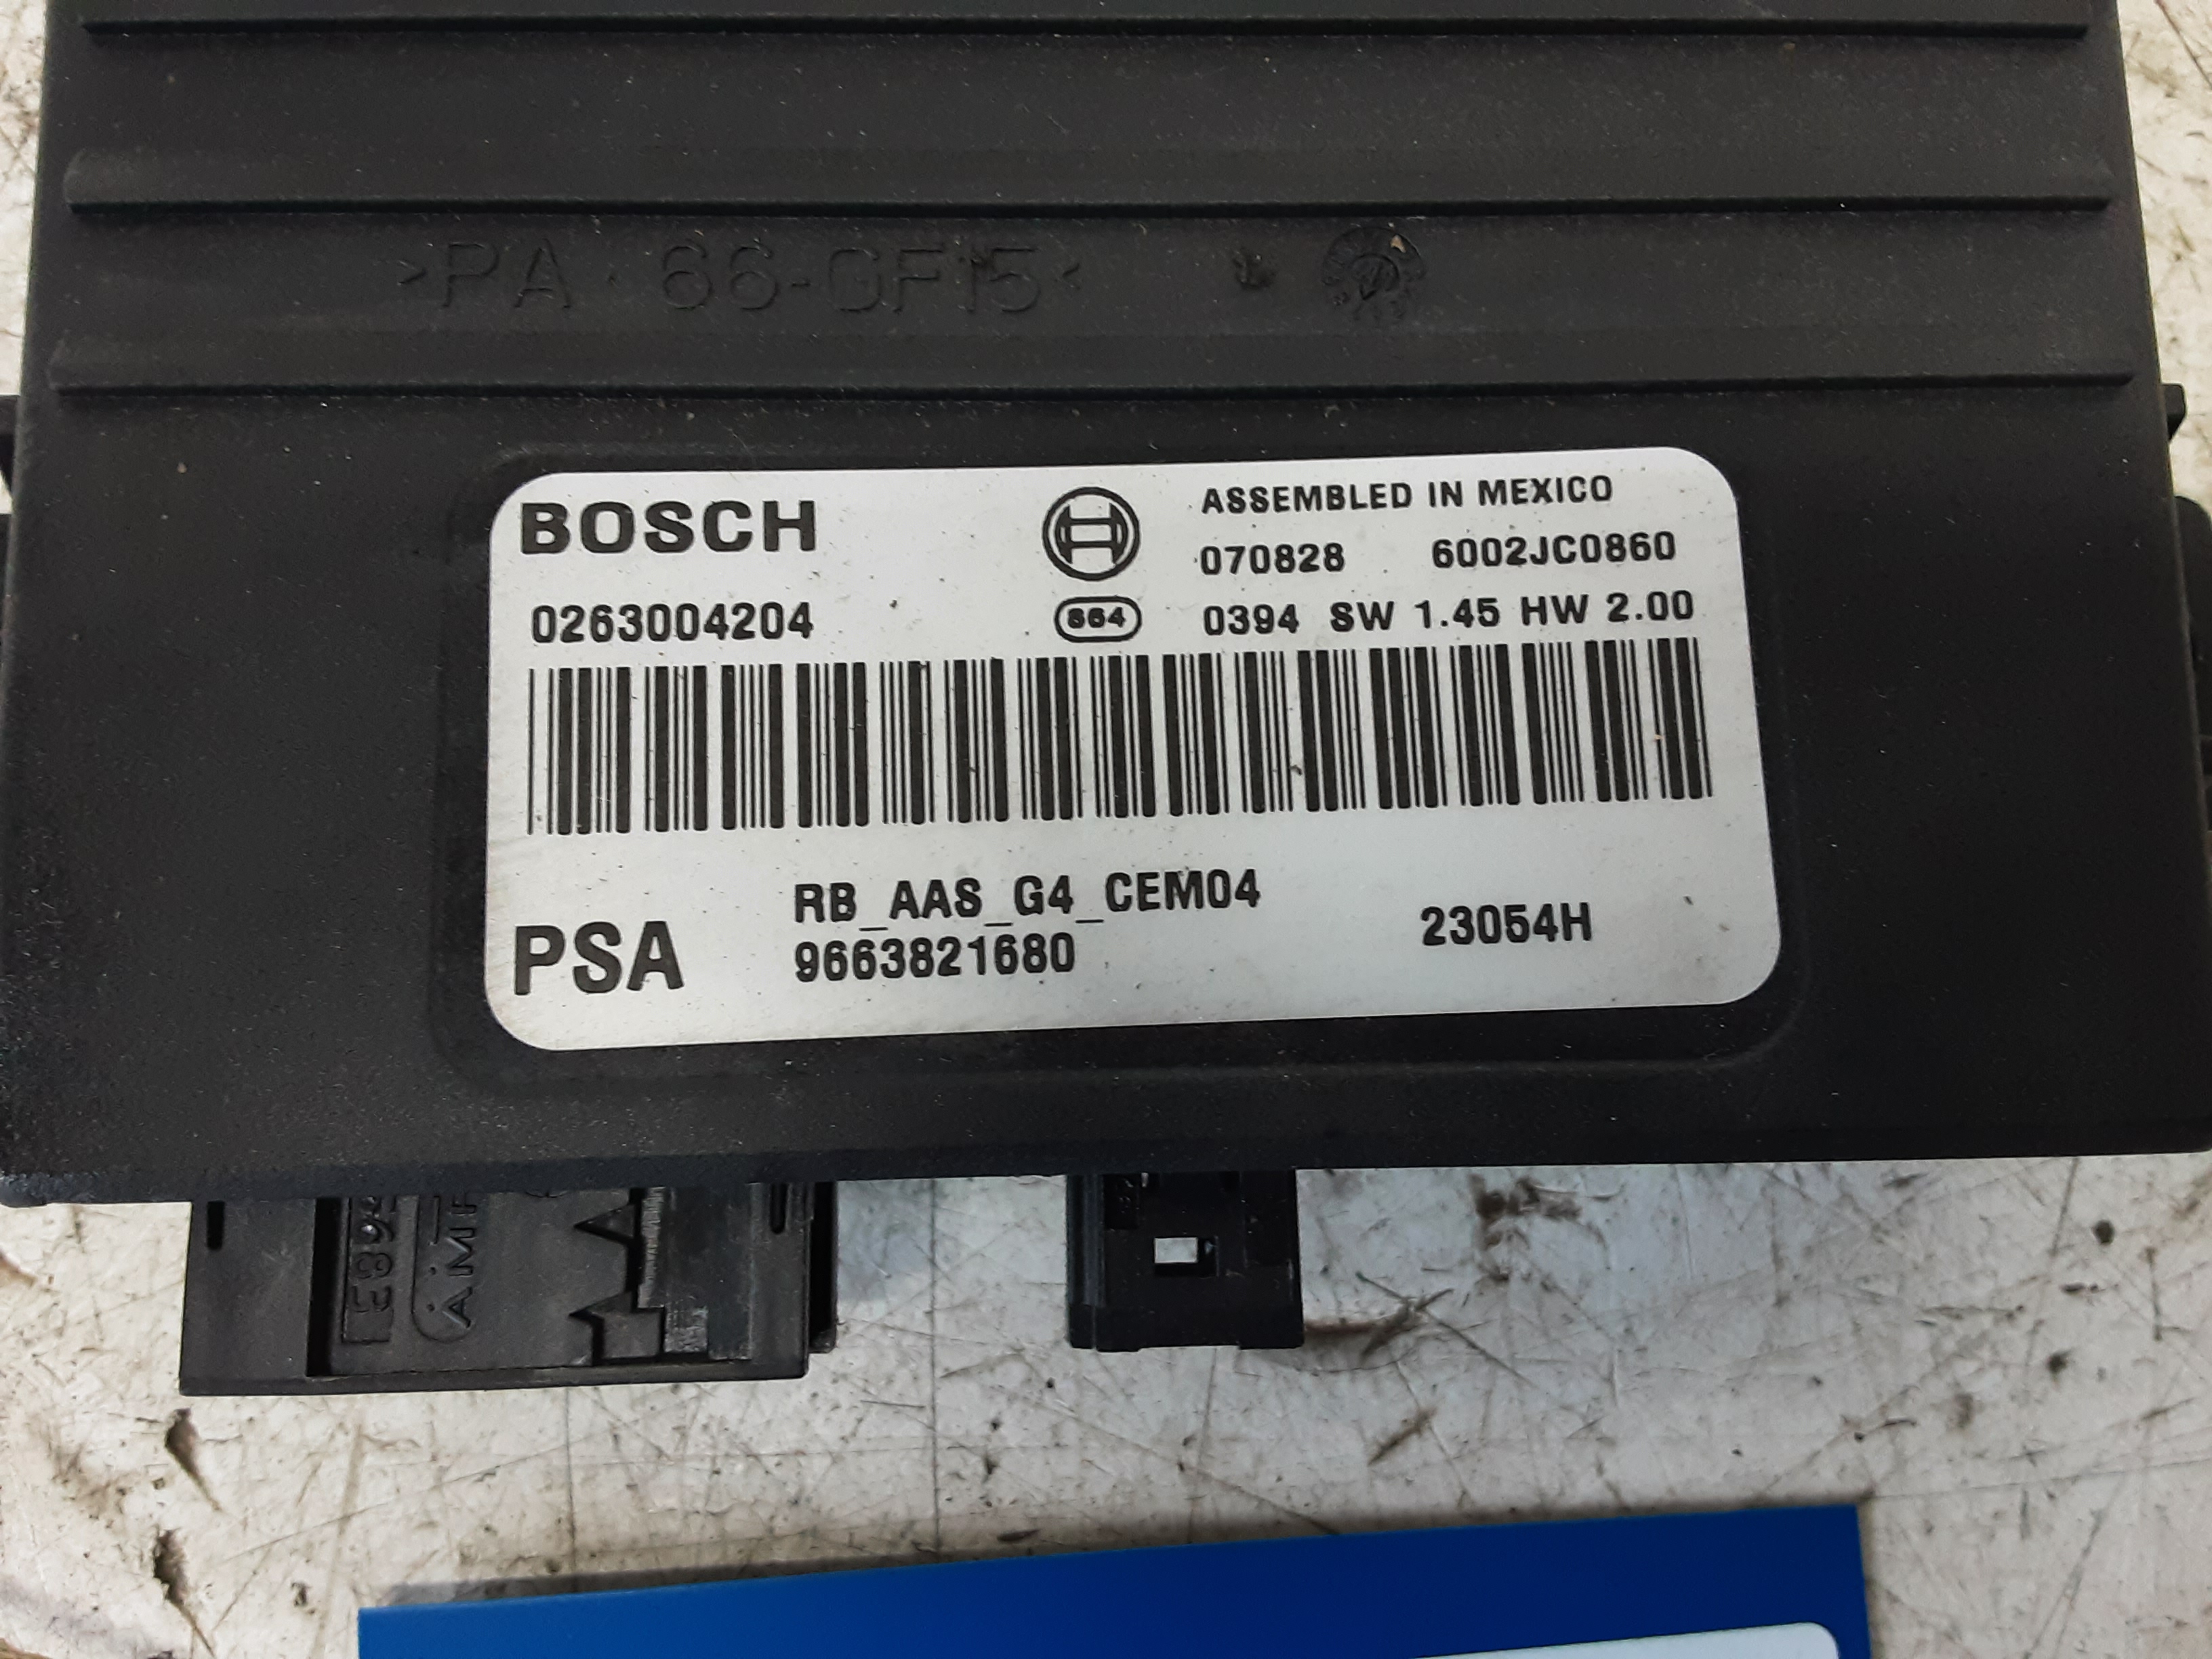 >PA 66-GF15<
BOSCH
ASSEMBLED IN MEXICO
070828 6002JC0860
0263004204
864
0394 SW 1.45 HW 2.00
RB_AAS_G4_CEM04
PSA
9663821680
23054H